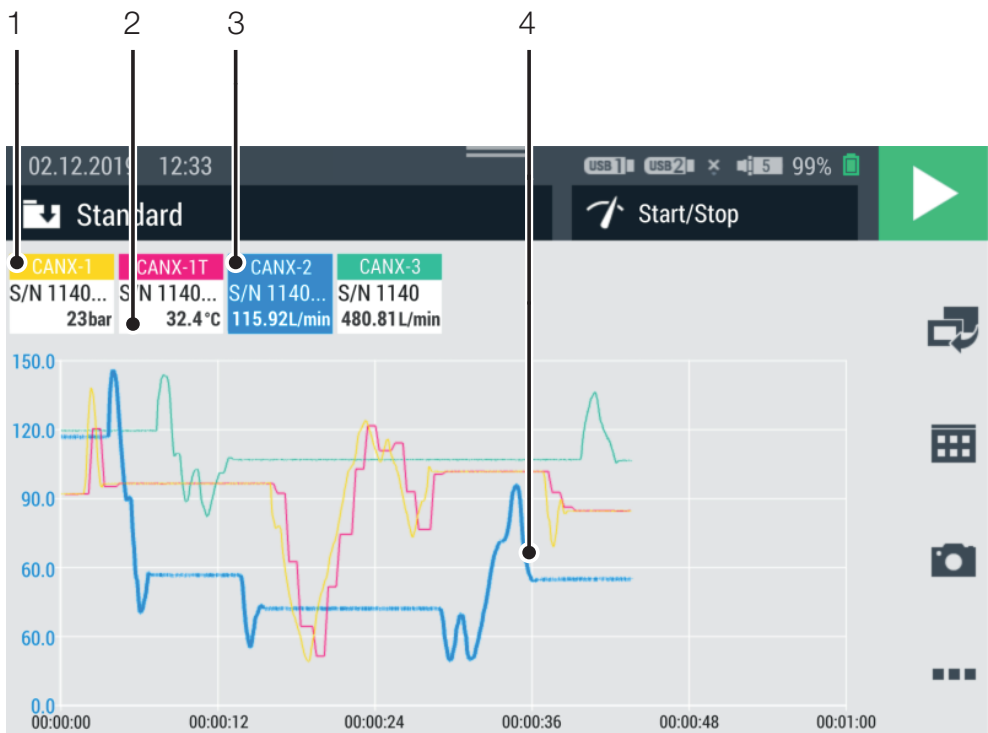 1 2 3 4
02.12.2019 12:33 USB 1 USB 2 5 99%
Standard Start/Stop
CANX-1 CANX-1T CANX-2 CANX-3
S/N 1140... S/N 1140... S/N 1140... S/N 1140
23bar 32.4°C 115.92L/min 480.81L/min
150.0
120.0
90.0
60.0
60.0
0.0
00:00:00 00:00:12 00:00:24 00:00:36 00:00:48 00:01:00